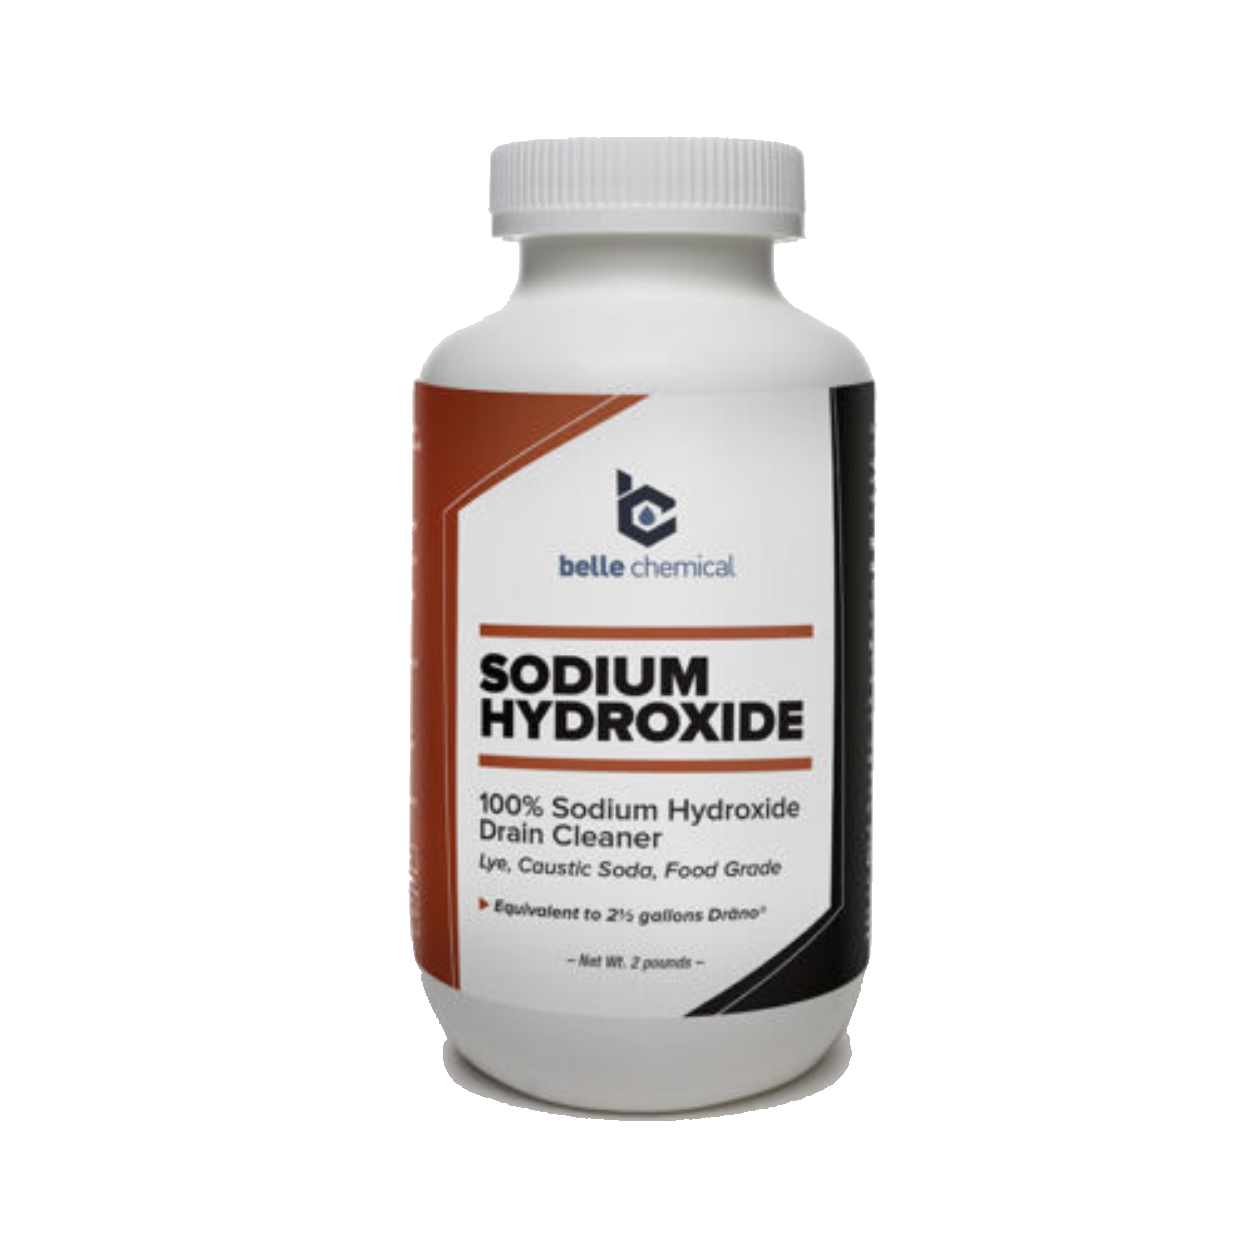 belle chemical
SODIUM
HYDROXIDE
100% Sodium Hydroxide
Drain Cleaner
Lye, Caustic Soda, Food Grade
Equivalent to 2½ gallons Dräno®
– Net Wt. 2 pounds –